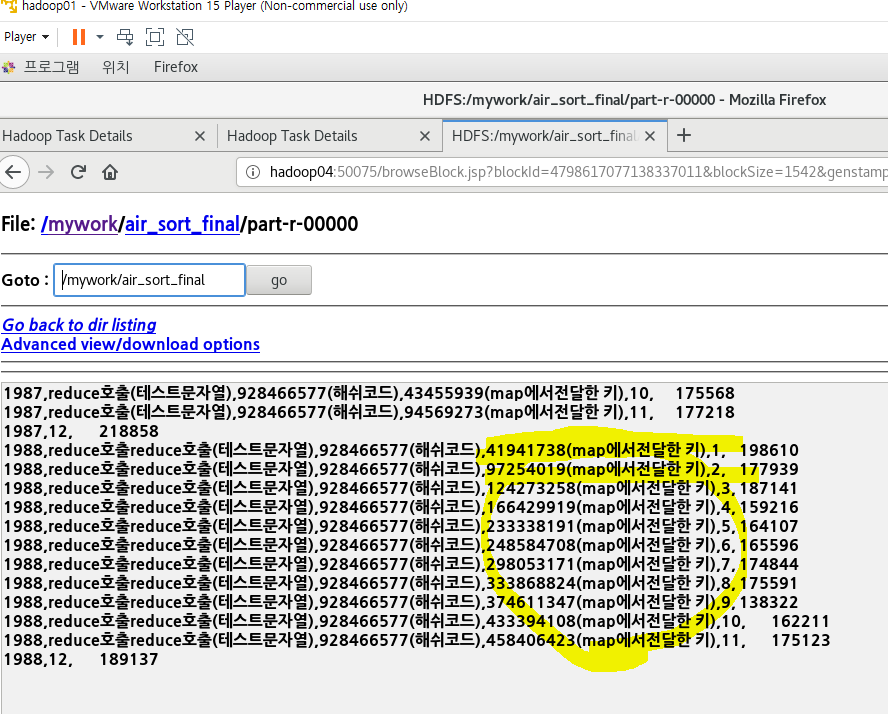 hadoop01 - VMware Workstation 15 Player (Non-commercial use only)
Player
프로그램 위치 Firefox
HDFS:/mywork/air_sort_final/part-r-00000 - Mozilla Firefox
Hadoop Task Details Hadoop Task Details HDFS:/mywork/air_sort_final
hadoop04:50075/browseBlock.jsp?blockId=4798617077138337011&blockSize=1542&genstamp
File: /mywork/air_sort_final/part-r-00000
Goto : /mywork/air_sort_final go
Go back to dir listing
Advanced view/download options
1987,reduce호출(테스트문자열),928466577(해쉬코드),43455939(map에서전달한 키),10, 175568
1987,reduce호출(테스트문자열),928466577(해쉬코드),94569273(map에서전달한 키),11, 177218
1987,12, 218858
1988,reduce호출reduce호출(테스트문자열),928466577(해쉬코드),41941738(map에서전달한 키),1, 198610
1988,reduce호출reduce호출(테스트문자열),928466577(해쉬코드),97254019(map에서전달한 키),2, 177939
1988,reduce호출reduce호출(테스트문자열),928466577(해쉬코드),124273258(map에서전달한 키),3, 187141
1988,reduce호출reduce호출(테스트문자열),928466577(해쉬코드),166429919(map에서전달한 키),4, 159216
1988,reduce호출reduce호출(테스트문자열),928466577(해쉬코드),233338191(map에서전달한 키),5, 164107
1988,reduce호출reduce호출(테스트문자열),928466577(해쉬코드),248584708(map에서전달한 키),6, 165596
1988,reduce호출reduce호출(테스트문자열),928466577(해쉬코드),298053171(map에서전달한 키),7, 174844
1988,reduce호출reduce호출(테스트문자열),928466577(해쉬코드),333868824(map에서전달한 키),8, 175591
1988,reduce호출reduce호출(테스트문자열),928466577(해쉬코드),374611347(map에서전달한 키),9, 138322
1988,reduce호출reduce호출(테스트문자열),928466577(해쉬코드),433394108(map에서전달한 키),10, 162211
1988,reduce호출reduce호출(테스트문자열),928466577(해쉬코드),458406423(map에서전달한 키),11, 175123
1988,12, 189137